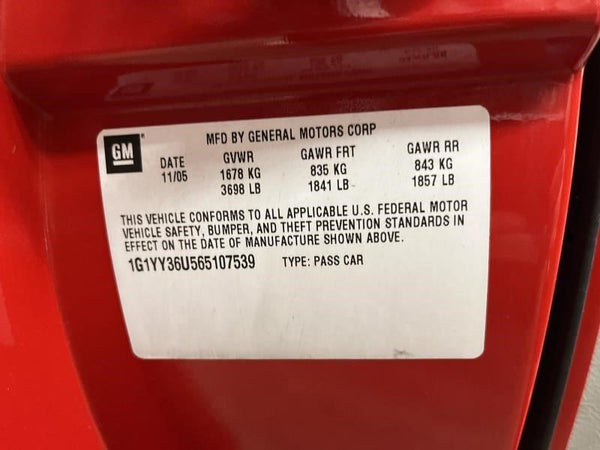 MFD BY GENERAL MOTORS CORP
GM
DATE GVWR GAWR FRT GAWR RR
11/05 1678 KG 835 KG 843 KG
3698 LB 1841 LB 1857 LB
THIS VEHICLE CONFORMS TO ALL APPLICABLE U.S. FEDERAL MOTOR
VEHICLE SAFETY, BUMPER, AND THEFT PREVENTION STANDARDS IN
EFFECT ON THE DATE OF MANUFACTURE SHOWN ABOVE.
1G1YY36U565107539 TYPE: PASS CAR